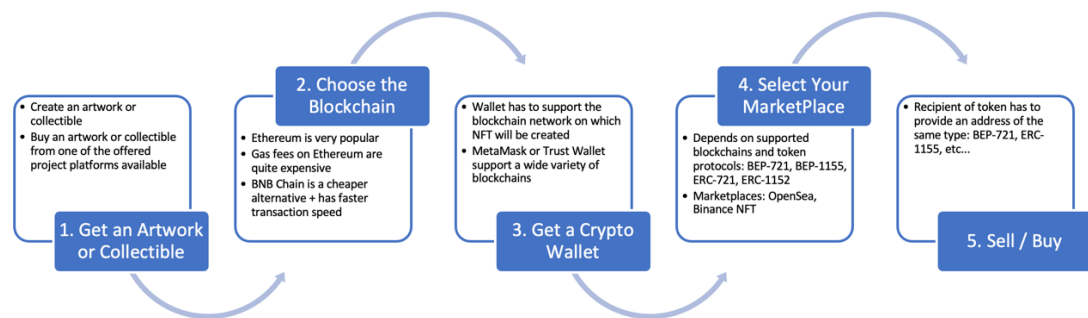 • Create an artwork or
collectible
• Buy an artwork or collectible
from one of the offered
project platforms available
1. Get an Artwork
or Collectible
2. Choose the
Blockchain
• Ethereum is very popular
• Gas fees on Ethereum are
quite expensive
• BNB Chain is a cheaper
alternative + has faster
transaction speed
• Wallet has to support the
blockchain network on which
NFT will be created
• MetaMask or Trust Wallet
support a wide variety of
blockchains
3. Get a Crypto
Wallet
4. Select Your
MarketPlace
• Depends on supported
blockchains and token
protocols: BEP-721, BEP-1155,
ERC-721, ERC-1152
• Marketplaces: OpenSea,
Binance NFT
• Recipient of token has to
provide an address of the
same type: BEP-721, ERC-
1155, etc...
5. Sell / Buy